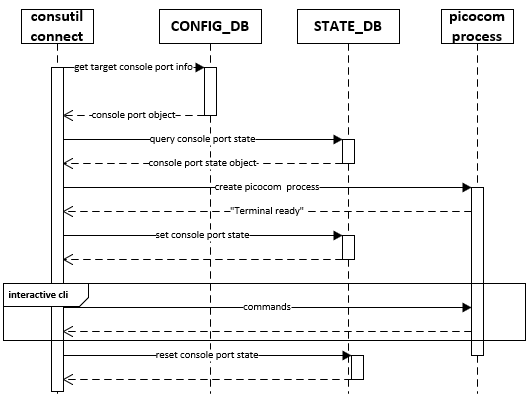 consutil
connect
CONFIG_DB
STATE_DB
picocom
process
get target console port info
console port object
query console port state
console port state object
create picocom process
"Terminal ready"
set console port state
interactive cli
commands
reset console port state